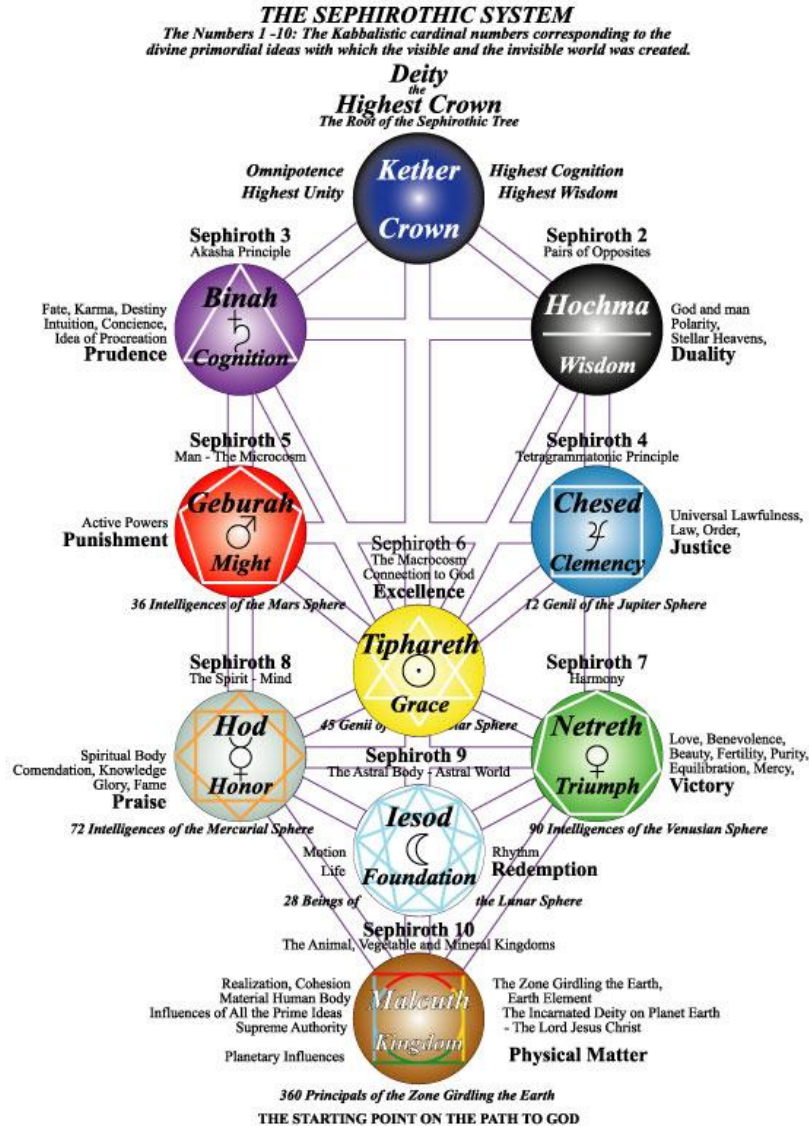 THE SEPHIROTHIC SYSTEM
The Numbers 1 -10: The Kabbalistic cardinal numbers corresponding to the
divine primordial ideas with which the visible and the invisible world was created.
Deity
the
Highest Crown
The Root of the Sephirothic Tree
Omnipotence
Highest Unity
Kether
Crown
Highest Cognition
Highest Wisdom
Sephiroth 3
Akasha Principle
Fate, Karma, Destiny
Intuition, Concience,
Idea of Procreation
Prudence
Binah
Cognition
Sephiroth 2
Pairs of Opposites
Hochma
Wisdom
God and man
Polarity,
Stellar Heavens,
Duality
Sephiroth 5
Man - The Microcosm
Active Powers
Punishment
Geburah
Might
36 Intelligences of the Mars Sphere
Sephiroth 4
Tetragrammatonic Principle
Chesed
Clemency
Universal Lawfulness,
Law, Order,
Justice
12 Genii of the Jupiter Sphere
Sephiroth 6
The Macrocosm
Connection to God
Excellence
Tiphareth
Grace
45 Genii of lar Sphere
Sephiroth 8
The Spirit - Mind
Spiritual Body
Comendation, Knowledge
Glory, Fame
Praise
Hod
Honor
72 Intelligences of the Mercurial Sphere
Sephiroth 7
Harmony
Netreth
Triumph
Love, Benevolence,
Beauty, Fertility, Purity,
Equilibration, Mercy,
Victory
90 Intelligences of the Venusian Sphere
Sephiroth 9
The Astral Body - Astral World
Motion
Life
Iesod
Foundation
Rhythm
Redemption
28 Beings of the Lunar Sphere
Sephiroth 10
The Animal, Vegetable and Mineral Kingdoms
Realization, Cohesion
Material Human Body
Influences of All the Prime Ideas
Supreme Authority
Planetary Influences
Malcuth
Kingdom
The Zone Girdling the Earth,
Earth Element
The Incarnated Deity on Planet Earth
- The Lord Jesus Christ
Physical Matter
360 Principals of the Zone Girdling the Earth
THE STARTING POINT ON THE PATH TO GOD